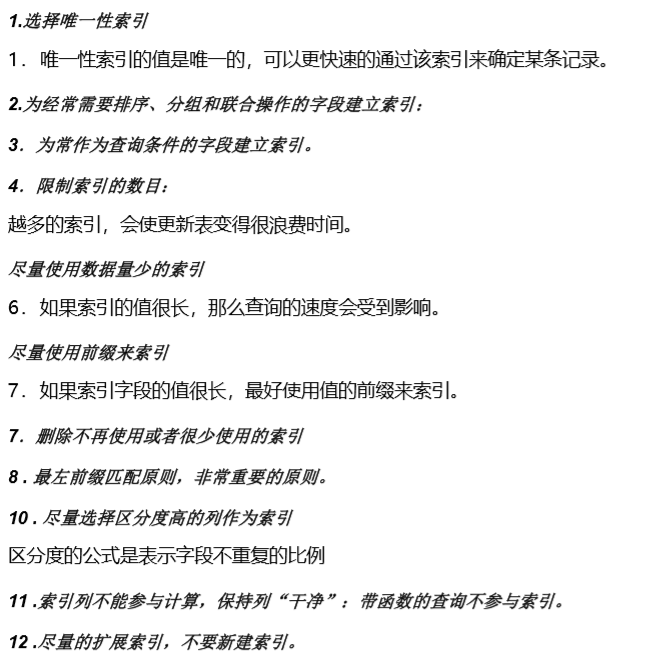 1.选择唯一性索引
1．唯一性索引的值是唯一的，可以更快速的通过该索引来确定某条记录。
2.为经常需要排序、分组和联合操作的字段建立索引：
3．为常作为查询条件的字段建立索引。
4．限制索引的数目：
越多的索引，会使更新表变得很浪费时间。
尽量使用数据量少的索引
6．如果索引的值很长，那么查询的速度会受到影响。
尽量使用前缀来索引
7．如果索引字段的值很长，最好使用值的前缀来索引。
7．删除不再使用或者很少使用的索引
8 . 最左前缀匹配原则，非常重要的原则。
10 . 尽量选择区分度高的列作为索引
区分度的公式是表示字段不重复的比例
11 .索引列不能参与计算，保持列“干净”：带函数的查询不参与索引。
12 .尽量的扩展索引，不要新建索引。